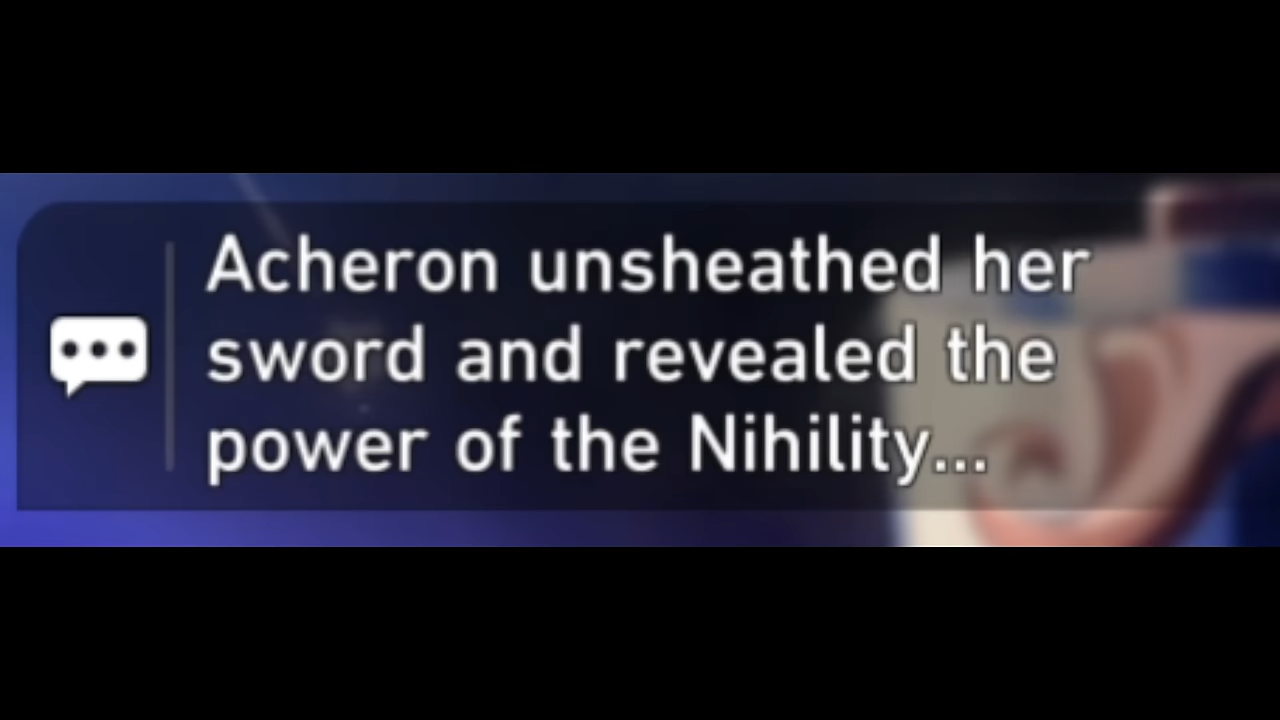 Acheron unsheathed her
sword and revealed the
power of the Nihility...